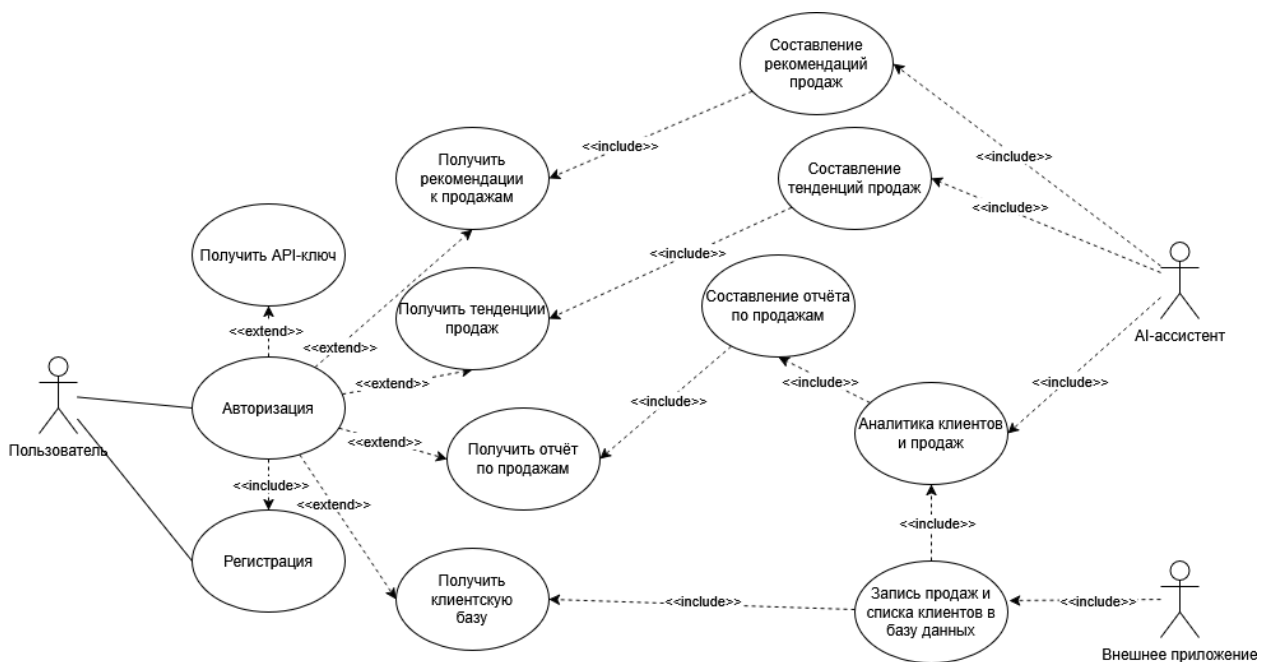 Составление
рекомендаций
продаж
<<include>>
Получить
рекомендации
к продажам
<<include>>
Составление
тенденций продаж
<<include>>
Получить API-ключ
<<include>>
Составление отчёта
по продажам
Получить тенденции
продаж
<<extend>>
<<extend>>
AI-ассистент
<<extend>>
<<include>>
<<include>>
Авторизация
Аналитика клиентов
и продаж
Пользователь
<<extend>>
Получить отчёт
по продажам
<<include>>
<<extend>>
<<include>>
Регистрация
Получить
клиентскую
базу
<<include>>
Запись продаж и
списка клиентов в
базу данных
<<include>>
Внешнее приложение